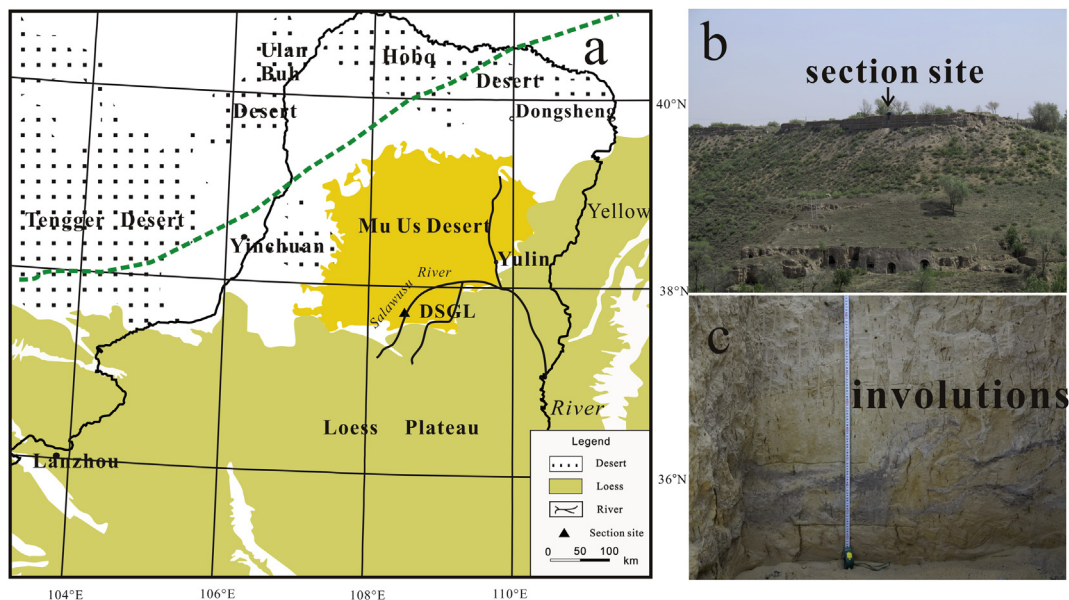 a
Ulan
Buh
Desert
Hobq
Desert
Dongsheng
40°N
Tengger Desert
Yinchuan
Mu Us Desert
Yellow
Yulin
Salawusu River
DSGL
38°N
River
Loess Plateau
Lanzhou
36°N
Legend
Desert
Loess
River
Section site
0 50 100
km
104°E
106°E
108°E
110°E
b
section site
c
involutions